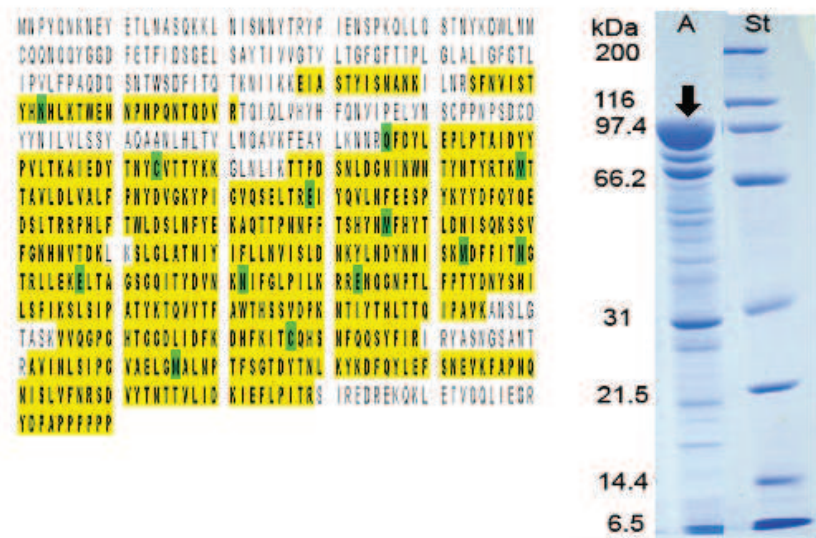 MNPYQNKNEY ETLNASQKKL NISNNYTRYP IENSPKQLLQ STNYKDWLNM
CQQNQQYGGD FETFIDSGEL SAYTIVVGTV LTGFGFTTPL GLALIGFGTL
IPVLFPAQDQ SNTWSDFITQ TKNIIKKEIA STYISNANKI LNRSFNVIST
YHNHLKTWEN NPNPQNTQDV RTQIQLVHYH FQNVIPELVN SCPPNPSDCD
YYNILVLSSY AQAANLHLTV LNQAVKFEAY LKNNRQFDYL EPLPTAIDYY
PVLTKAIEDY TNYCVTTYKK GLNLIKTTPD SNLDGNINWN TYNTYRTKMT
TAVLDLVALF PNYDVGKYPI GVQSELTREI YQVLNFEESP YKYYDFQYQE
DSLTRRPHLF TWLDSLNFYE KAQTTPNNFF TSHYNMFHYT LDNISQKSSV
FGNHNVTDKL KSLGLATNIY IFLLNVISLD NKYLNDYNNI SKMDFFITNG
TRLLEKELTA GSGQITYDVN KNIFGLPILK RRENQGNPTL FPTYDNYSHI
LSFIKSLSIP ATYKTQVYTF AWTHSSVDPK NTIYTHLTTQ IPAVKANSLG
TASKVVQGPG HTGGDLIDFK DHFKITCQHS NFQQSYFIRI RYASNGSANT
RAVINLSIPG VAELGMALNP TFSGTDYTNL KYKDFQYLEF SNEVKFAPNQ
NISLVFNRSD VYTNTTVLID KIEFLPITRS IREDREKQKL ETVQQLIEGR
YDPAPPPPPP
kDa A St
200
116
97.4
66.2
31
21.5
14.4
6.5